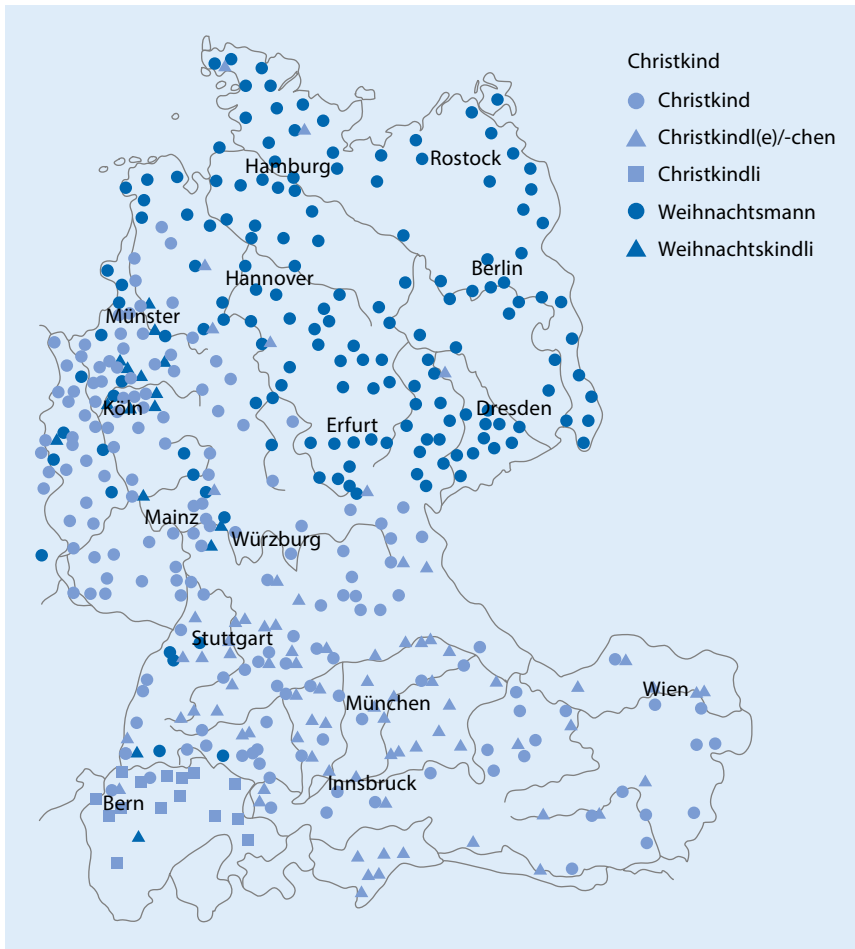 Christkind
Christkind
Christkindl(e)/-chen
Christkindli
Weihnachtsmann
Weihnachtskindli
Hamburg
Rostock
Hannover
Berlin
Münster
Köln
Erfurt
Dresden
Mainz
Würzburg
Stuttgart
München
Wien
Innsbruck
Bern